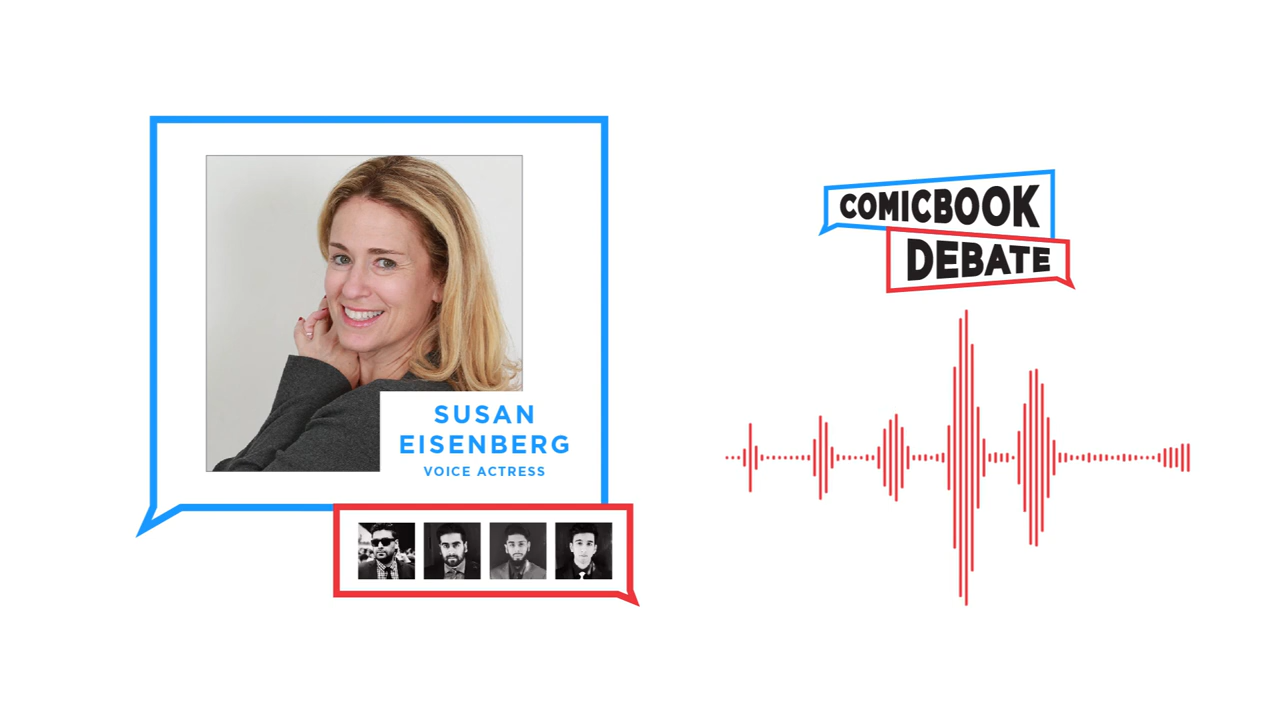 SUSAN
EISENBERG
VOICE ACTRESS
COMICBOOK
DEBATE